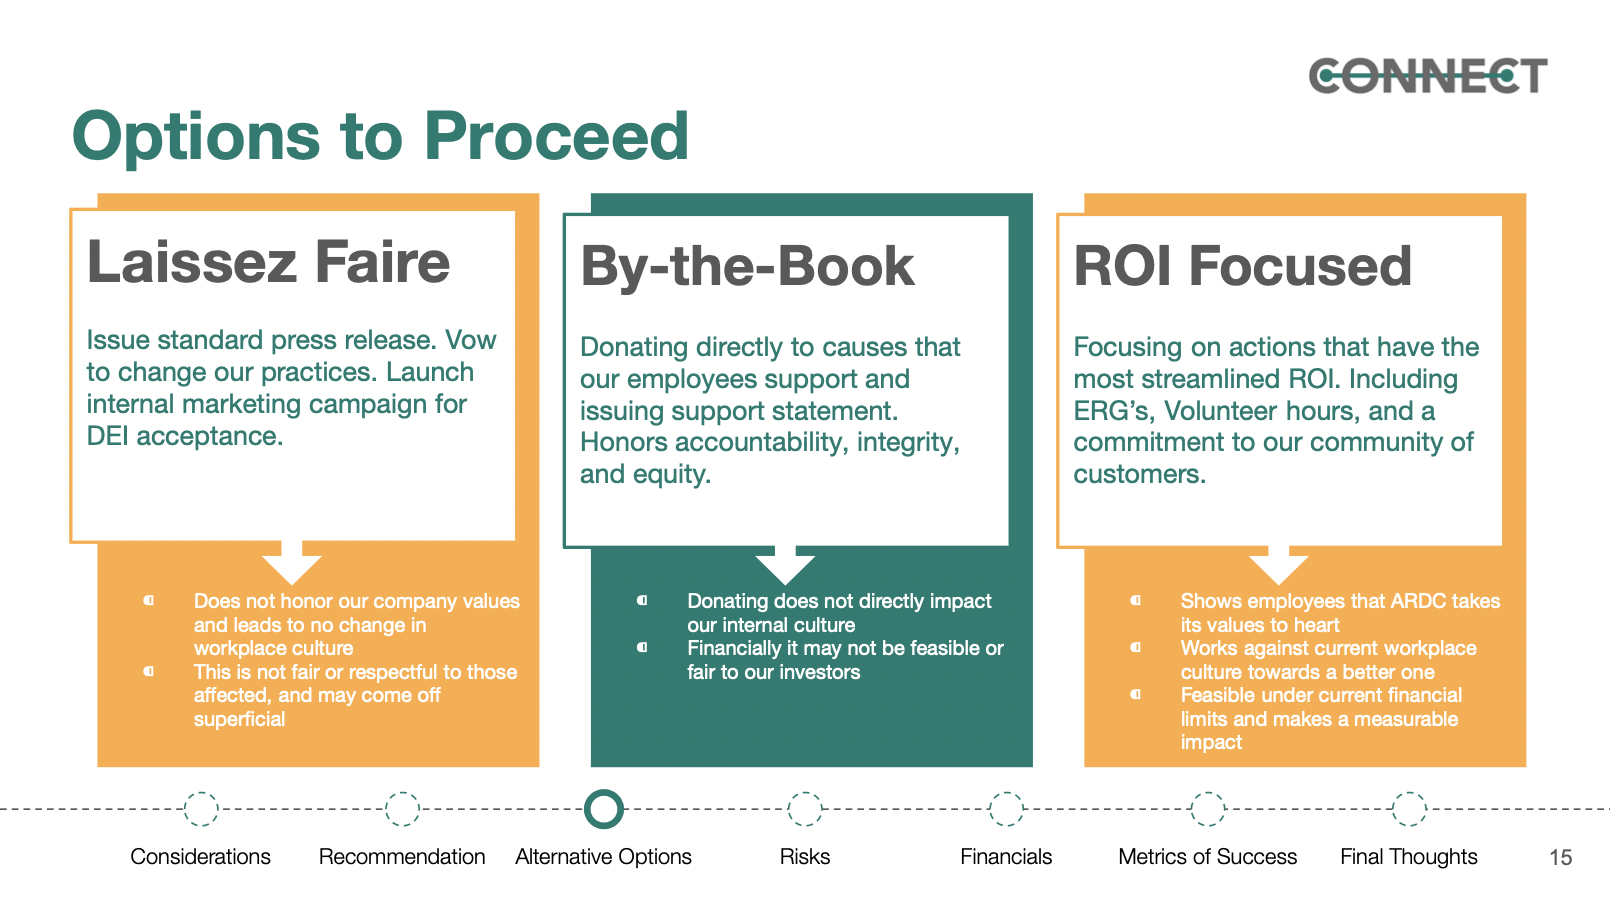 CONNECT
Options to Proceed
Laissez Faire
Issue standard press release. Vow
to change our practices. Launch
internal marketing campaign for
DEI acceptance.
Does not honor our company values
and leads to no change in
workplace culture
This is not fair or respectful to those
affected, and may come off
superficial
By-the-Book
Donating directly to causes that
our employees support and
issuing support statement.
Honors accountability, integrity,
and equity.
Donating does not directly impact
our internal culture
Financially it may not be feasible or
fair to our investors
ROI Focused
Focusing on actions that have the
most streamlined ROI. Including
ERG’s, Volunteer hours, and a
commitment to our community of
customers.
Shows employees that ARDC takes
its values to heart
Works against current workplace
culture towards a better one
Feasible under current financial
limits and makes a measurable
impact
Considerations
Recommendation
Alternative Options
Risks
Financials
Metrics of Success
Final Thoughts
15